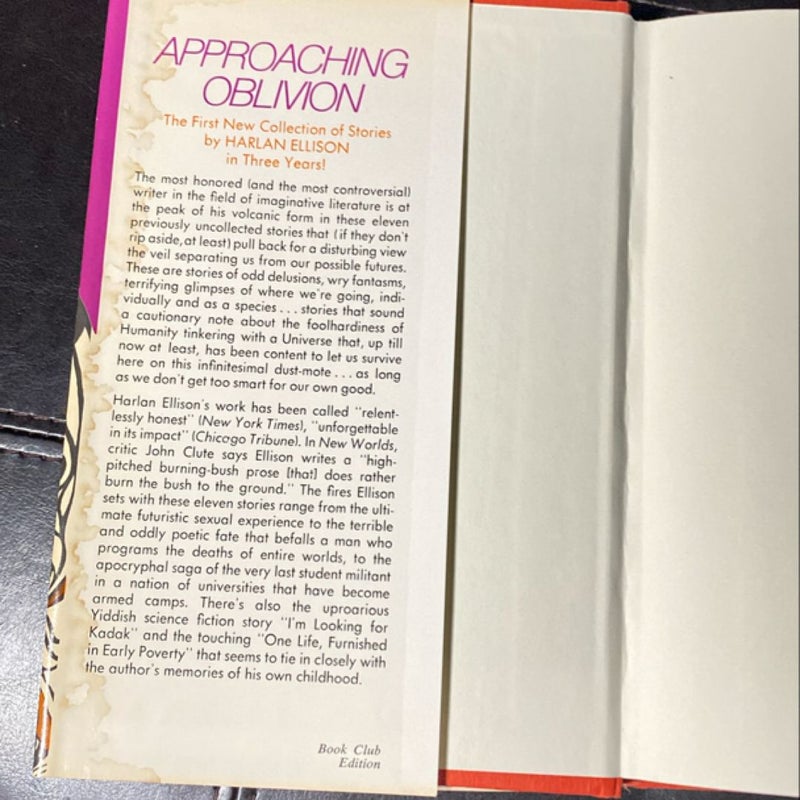 APPROACHING
OBLIVION
The First New Collection of Stories
by HARLAN ELLISON
in Three Years!
The most honored (and the most controversial)
writer in the field of imaginative literature is at
the peak of his volcanic form in these eleven
previously uncollected stories that (if they don't
rip aside, at least) pull back for a disturbing view
the veil separating us from our possible futures.
These are stories of odd delusions, wry fantasms,
terrifying glimpses of where we're going, indi-
vidually and as a species . . . stories that sound
a cautionary note about the foolhardiness of
Humanity tinkering with a Universe that, up till
now at least, has been content to let us survive
here on this infinitesimal dust-mote . . . as long
as we don't get too smart for our own good.
Harlan Ellison's work has been called "relent-
lessly honest" (New York Times), "unforgettable
in its impact" (Chicago Tribune). In New Worlds,
critic John Clute says Ellison writes a "high-
pitched burning-bush prose [that] does rather
burn the bush to the ground." The fires Ellison
sets with these eleven stories range from the ulti-
mate futuristic sexual experience to the terrible
and oddly poetic fate that befalls a man who
programs the deaths of entire worlds, to the
apocryphal saga of the very last student militant
in a nation of universities that have become
armed camps. There's also the uproarious
Yiddish science fiction story "I'm Looking for
Kadak" and the touching "One Life, Furnished
in Early Poverty" that seems to tie in closely with
the author's memories of his own childhood.
Book Club
Edition